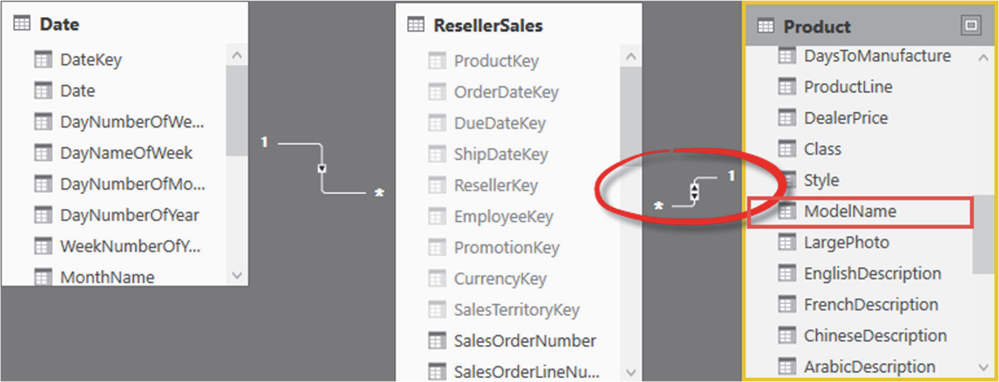 Date
DateKey
Date
DayNumberOfWe...
DayNameOfWeek
DayNumberOfMo...
DayNumberOfYear
WeekNumberOfY...
MonthName
1
*
ResellerSales
ProductKey
OrderDateKey
DueDateKey
ShipDateKey
ResellerKey
EmployeeKey
PromotionKey
CurrencyKey
SalesTerritoryKey
SalesOrderNumber
SalesOrderLineNu...
*
1
Product
DaysToManufacture
ProductLine
DealerPrice
Class
Style
ModelName
LargePhoto
EnglishDescription
FrenchDescription
ChineseDescription
ArabicDescription